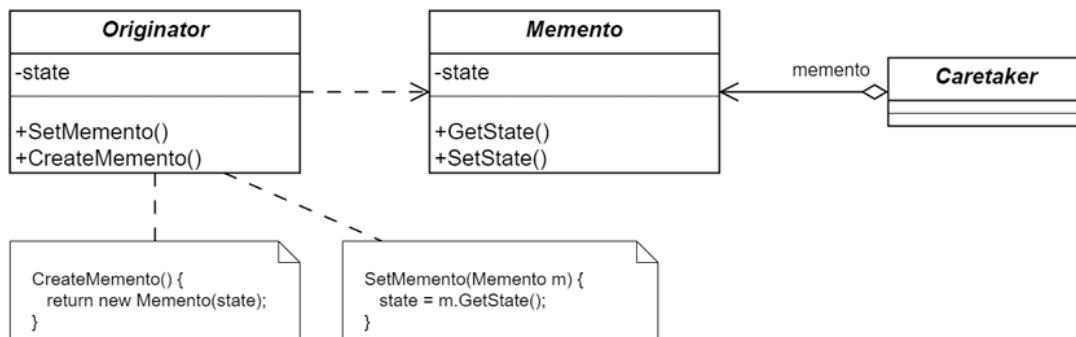 Originator
-state
+SetMemento()
+CreateMemento()
Memento
-state
+GetState()
+SetState()
memento
Caretaker
CreateMemento() {
return new Memento(state);
}
SetMemento(Memento m) {
state = m.GetState();
}